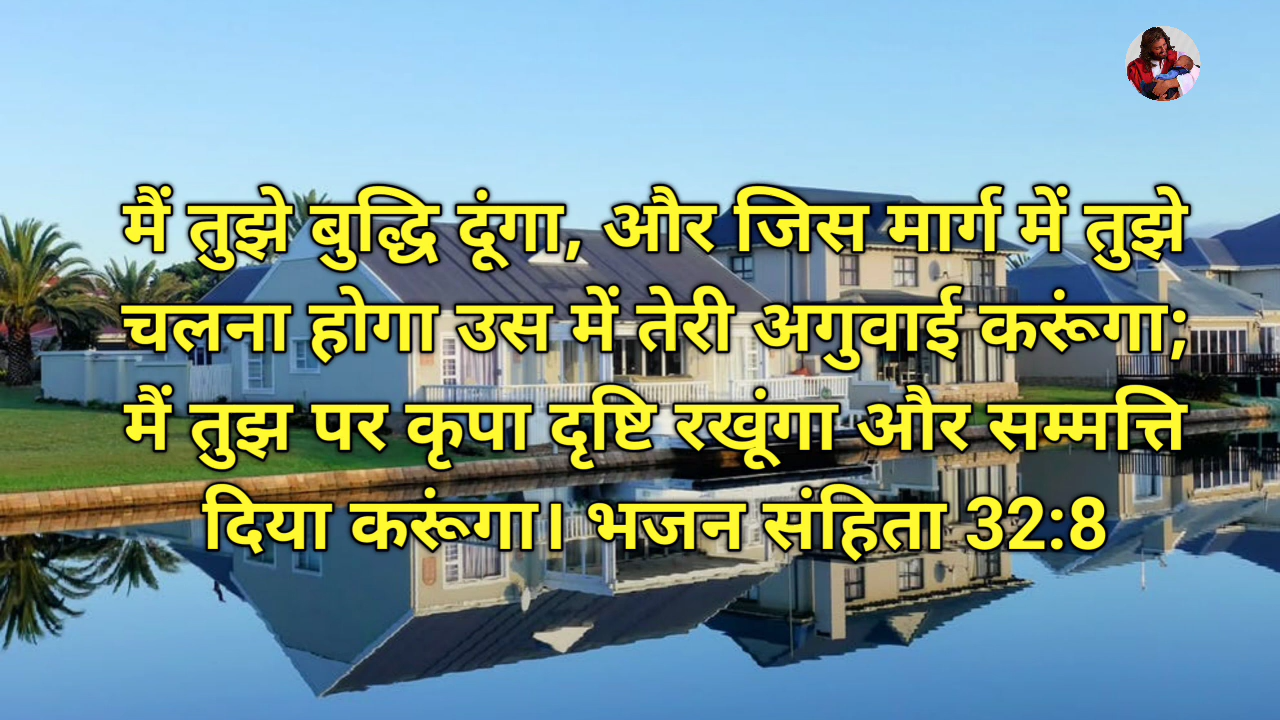 मैं तुझे बुद्धि दूंगा, और जिस मार्ग में तुझे
चलना होगा उस में तेरी अगुवाई करूंगा;
मैं तुझ पर कृपा दृष्टि रखूंगा और सम्मत्ति
दिया करूंगा। भजन संहिता 32:8